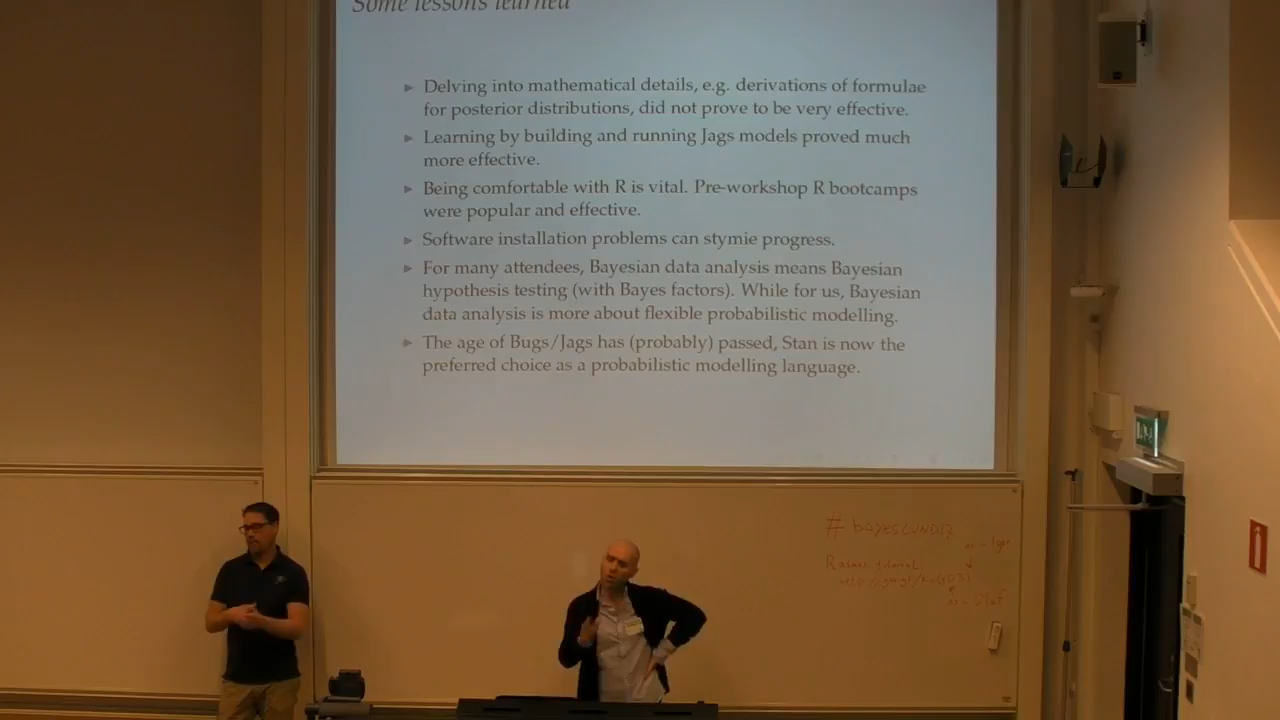 Some lessons learned
Delving into mathematical details, e.g. derivations of formulae
for posterior distributions, did not prove to be very effective.
Learning by building and running Jags models proved much
more effective.
Being comfortable with R is vital. Pre-workshop R bootcamps
were popular and effective.
Software installation problems can stymie progress.
For many attendees, Bayesian data analysis means Bayesian
hypothesis testing (with Bayes factors). While for us, Bayesian
data analysis is more about flexible probabilistic modelling.
The age of Bugs/Jags has (probably) passed, Stan is now the
preferred choice as a probabilistic modelling language.
# BAYESLUND17